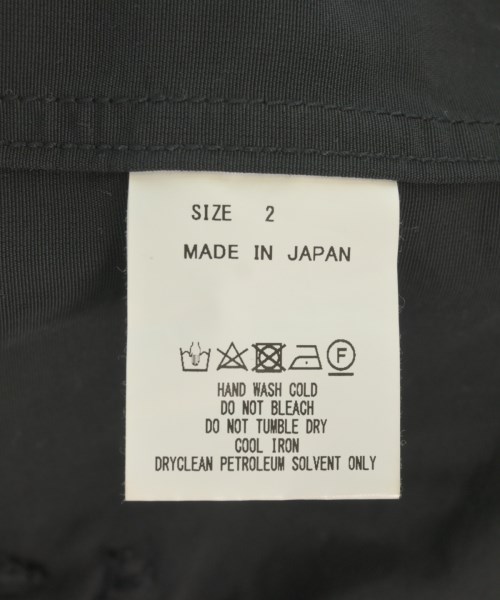 SIZE 2
MADE IN JAPAN
F
HAND WASH COLD
DO NOT BLEACH
DO NOT TUMBLE DRY
COOL IRON
DRYCLEAN PETROLEUM SOLVENT ONLY